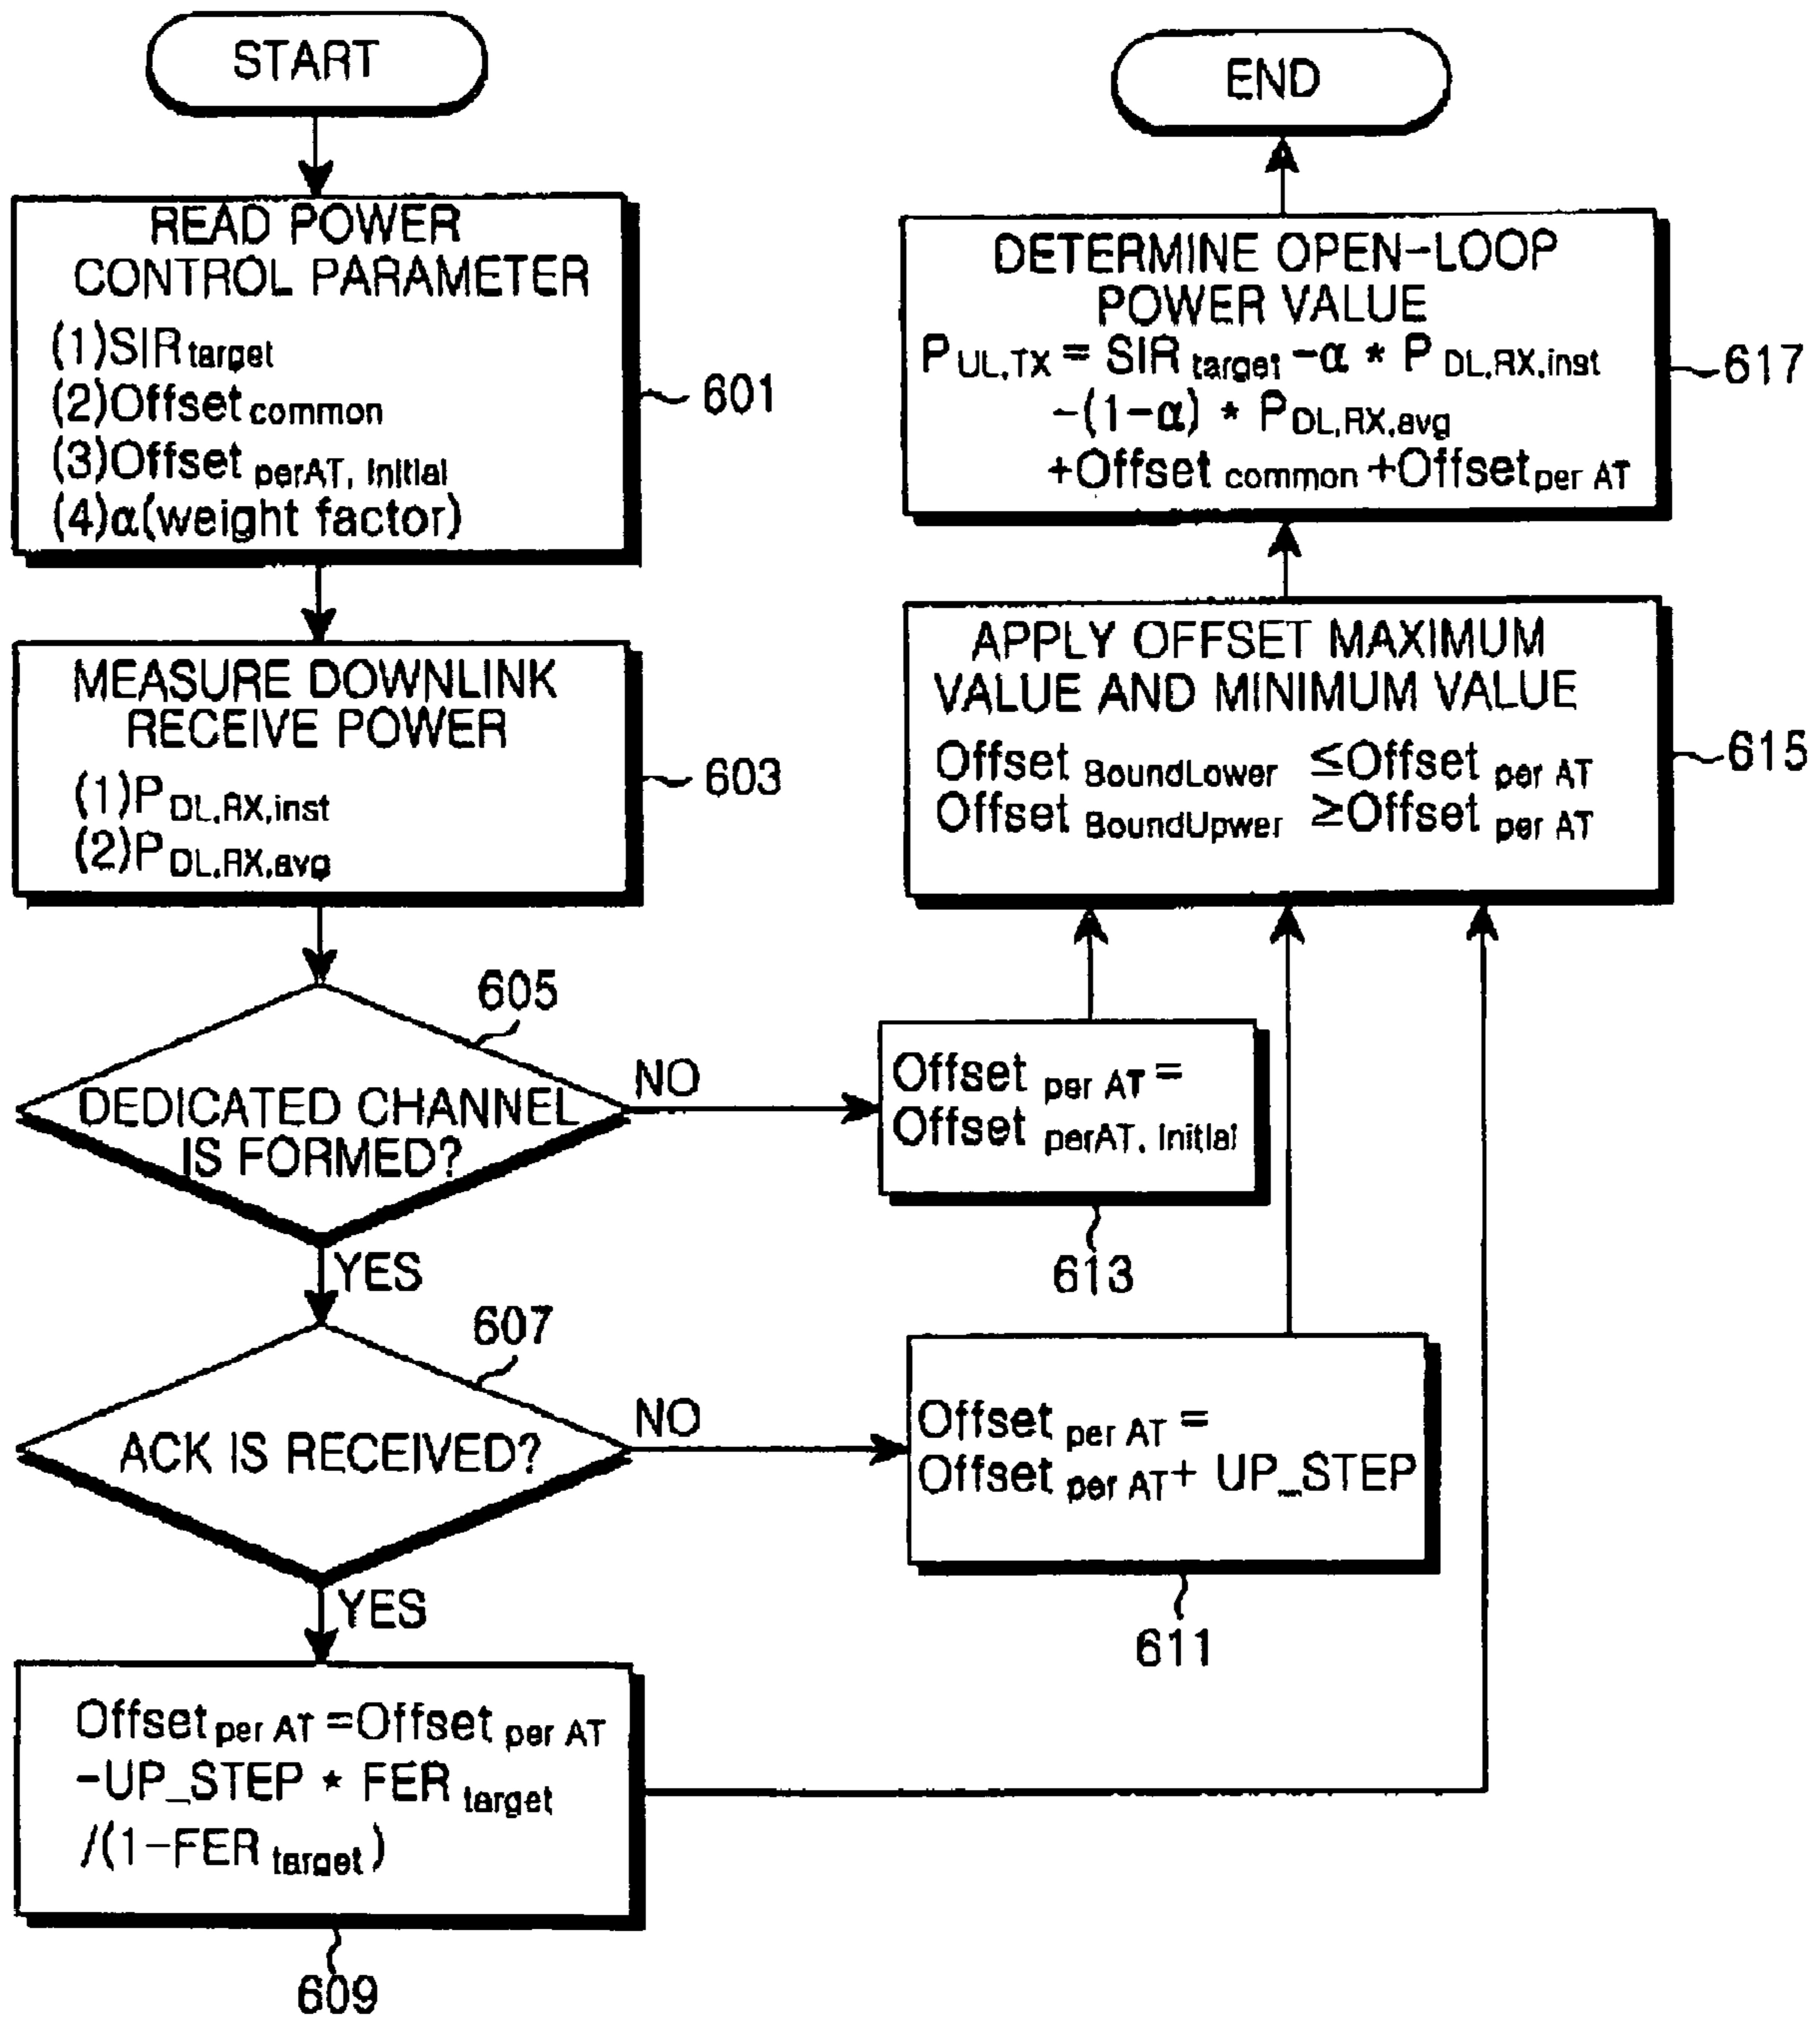 START
READ POWER
CONTROL PARAMETER
(1)SIR target
(2)Offset common
(3)Offset perAT, Initial
(4)α(weight factor)
601
MEASURE DOWNLINK
RECEIVE POWER
(1)P DL,RX,inst
(2)P DL,RX,avg
603
605
DEDICATED CHANNEL
IS FORMED?
NO
YES
607
ACK IS RECEIVED?
NO
YES
Offset per AT =Offset per AT
-UP_STEP * FER target
/(1-FER target)
609
Offset per AT =
Offset per AT + UP_STEP
611
Offset per AT =
Offset perAT, Initial
613
APPLY OFFSET MAXIMUM
VALUE AND MINIMUM VALUE
Offset BoundLower ≤Offset per AT
Offset BoundUpwer ≥Offset per AT
615
DETERMINE OPEN-LOOP
POWER VALUE
P UL,TX = SIR target -α * P DL,RX,inst
-(1-α) * P DL,RX,avg
+Offset common +Offset per AT
617
END